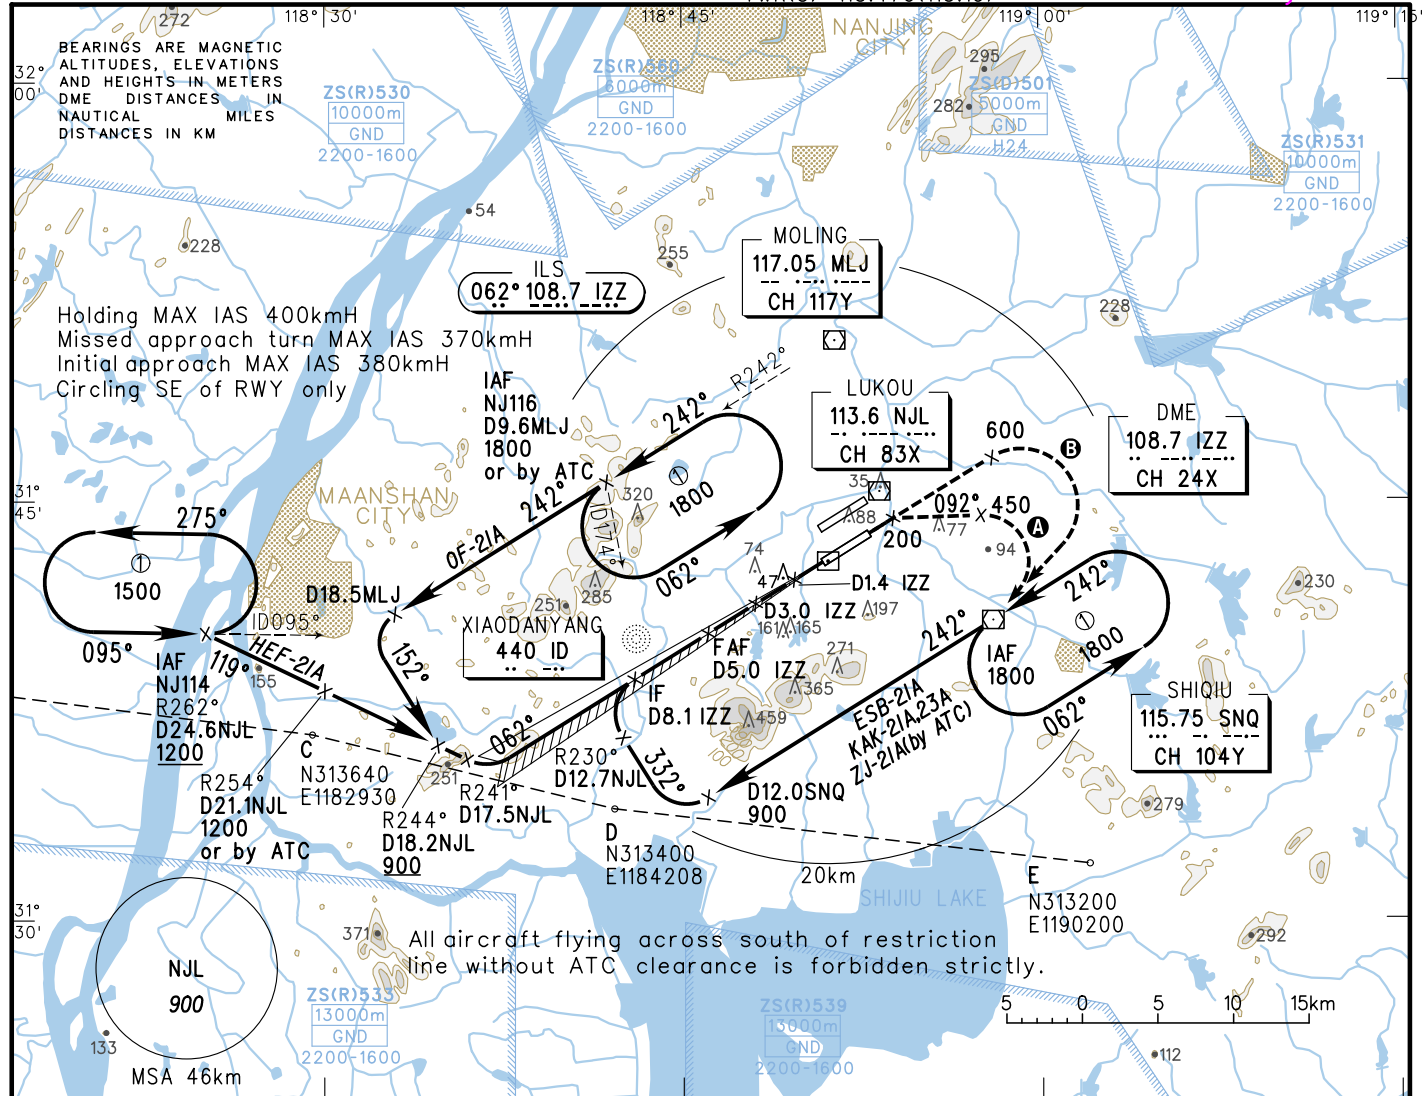 118° 30'
118° 45'
119° 00'
119° 15'
272
BEARINGS ARE MAGNETIC
ALTITUDES, ELEVATIONS
AND HEIGHTS IN METERS
DME DISTANCES IN
NAUTICAL MILES
DISTANCES IN KM
32°
00'
ZS(R)530
10000m
GND
2200-1600
ZS(R)560
6000m
GND
2200-1600
NANJING
CITY
295
282
ZS(D)501
5000m
GND
H24
ZS(R)531
10000m
GND
2200-1600
54
228
255
228
MOLING
117.05 MLJ
CH 117Y
ILS
062° 108.7 IZZ
Holding MAX IAS 400kmH
Missed approach turn MAX IAS 370kmH
Initial approach MAX IAS 380kmH
Circling SE of RWY only
IAF
NJ116
D9.6MLJ
1800
or by ATC
R242°
242°
1800
062°
320
ID174°
285
251
LUKOU
113.6 NJL
CH 83X
DME
108.7 IZZ
CH 24X
600
B
092° 450
A
200
35
88
77
94
31°
45'
MAANSHAN
CITY
275°
1500
095°
ID095°
242°
OF-21A
D18.5MLJ
152°
XIAODANYANG
440 ID
74
47
D1.4 IZZ
D3.0 IZZ
161
165
197
FAF
D5.0 IZZ
271
365
459
242°
1800
062°
230
IAF
1800
242°
ESB-21A
KAK-21A,23A
ZJ-21A(by ATC)
SHIQIU
115.75 SNQ
CH 104Y
IAF
NJ114
R262°
D24.6NJL
1200
119°
HEF-21A
155
062°
IF
D8.1 IZZ
332°
R230°
D12.7NJL
D12.0SNQ
900
251
R241°
D17.5NJL
R254°
D21.1NJL
1200
or by ATC
C
N313640
E1182930
R244°
D18.2NJL
900
D
N313400
E1184208
20km
279
E
N313200
E1190200
SHIJIU LAKE
31°
30'
371
292
All aircraft flying across south of restriction
line without ATC clearance is forbidden strictly.
NJL
900
MSA 46km
133
ZS(R)533
13000m
GND
2200-1600
ZS(R)539
13000m
GND
2200-1600
5 0 5 10 15km
112